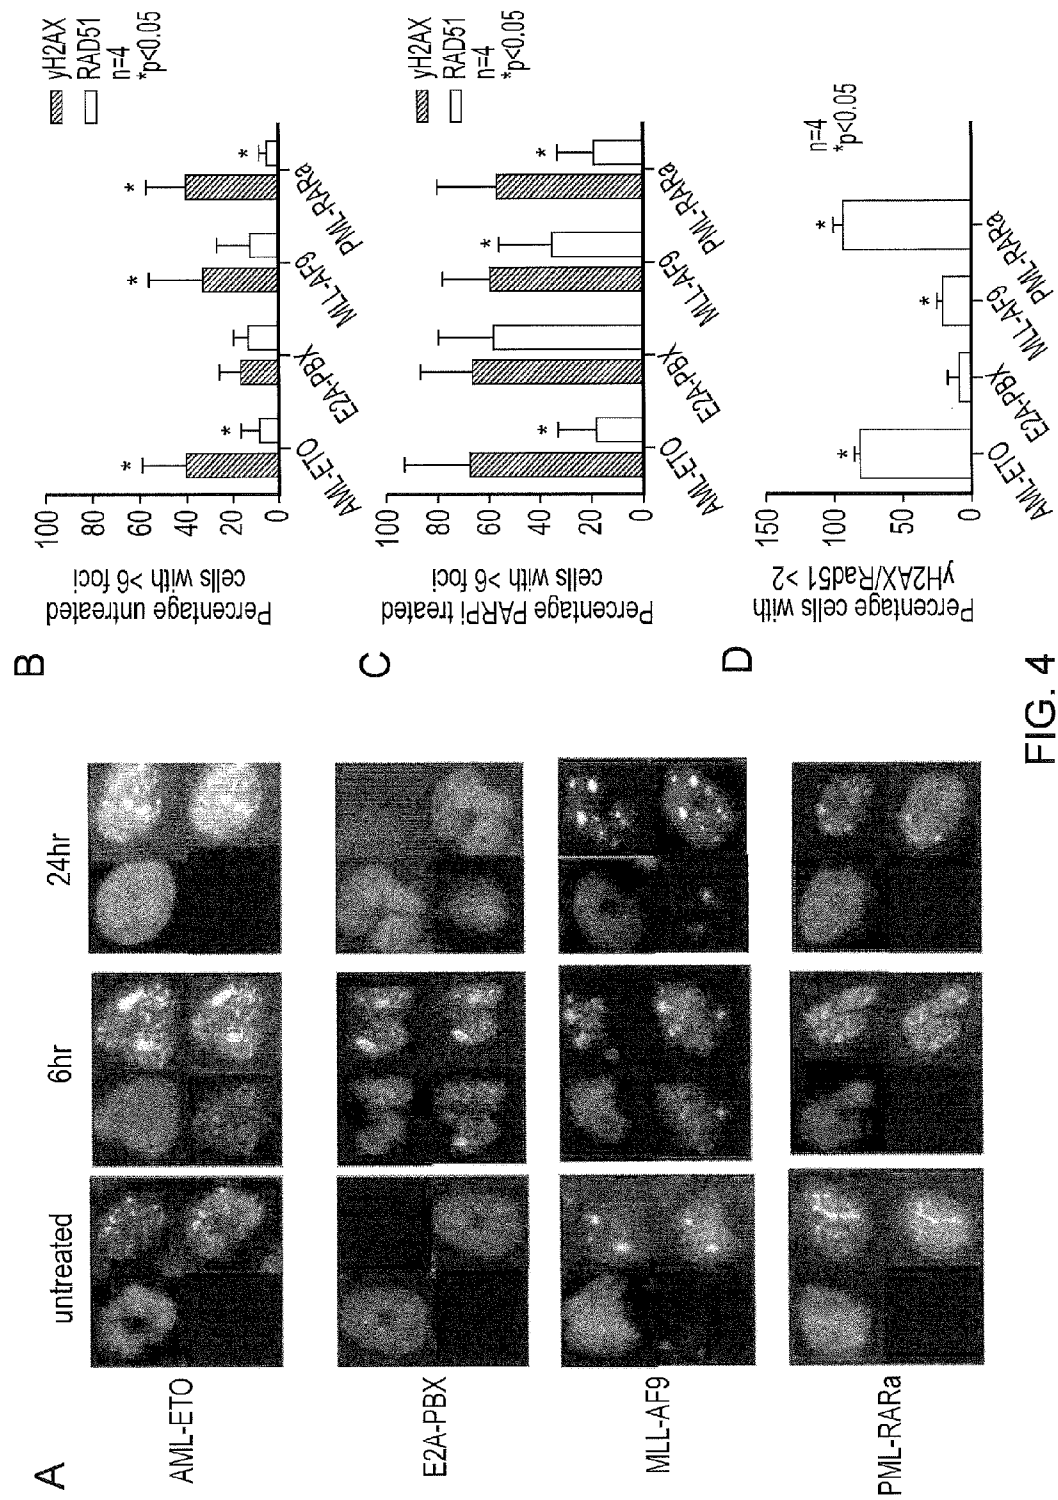 A
untreated
6hr
24hr
AML-ETO
E2A-PBX
MLL-AF9
PML-RARa
B
Percentage untreated
cells with >6 foci
100
80
60
40
20
0
AML-ETO
E2A-PBX
MLL-AF9
PML-RARa
yH2AX
RAD51
n=4
*p<0.05
*
*
*
*
*
C
Percentage PARPi treated
cells with >6 foci
100
80
60
40
20
0
AML-ETO
E2A-PBX
MLL-AF9
PML-RARa
yH2AX
RAD51
n=4
*p<0.05
*
*
*
D
Percentage cells with
yH2AX/Rad51 >2
150
100
50
0
AML-ETO
E2A-PBX
MLL-AF9
PML-RARa
n=4
*p<0.05
*
*
*
FIG. 4